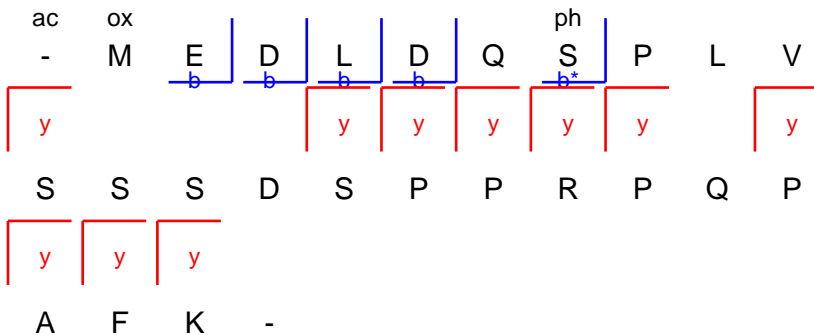 ac ox ph
- M E D L D Q S P L V
b b b b b*
y y y y y y y
S S S D S P P R P Q P
y y y
A F K -